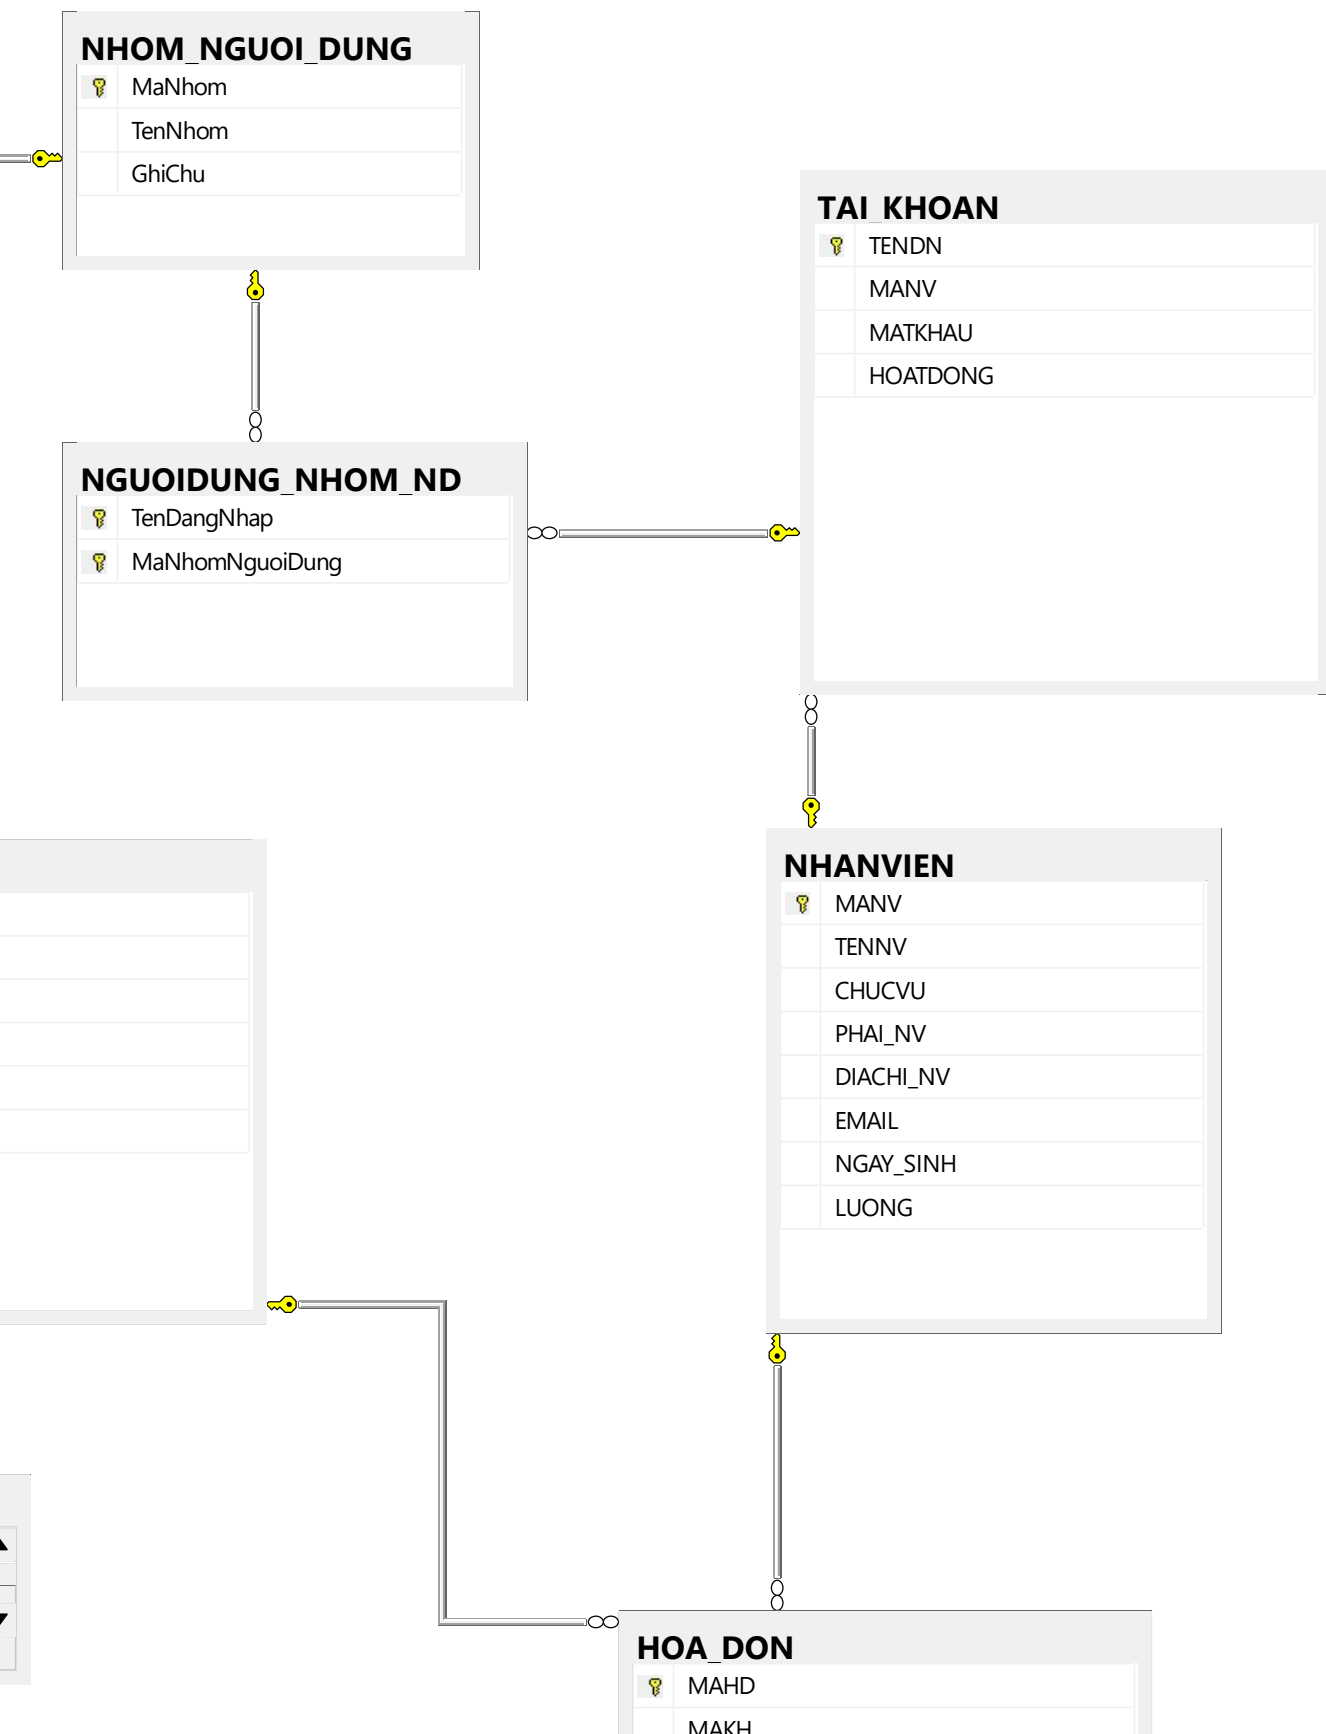 NHOM_NGUOI_DUNG
MaNhom
TenNhom
GhiChu
TAI_KHOAN
TENDN
MANV
MATKHAU
HOATDONG
NGUOIDUNG_NHOM_ND
TenDangNhap
MaNhomNguoiDung
NHANVIEN
MANV
TENNV
CHUCVU
PHAI_NV
DIACHI_NV
EMAIL
NGAY_SINH
LUONG
HOA_DON
MAHD
MAKH